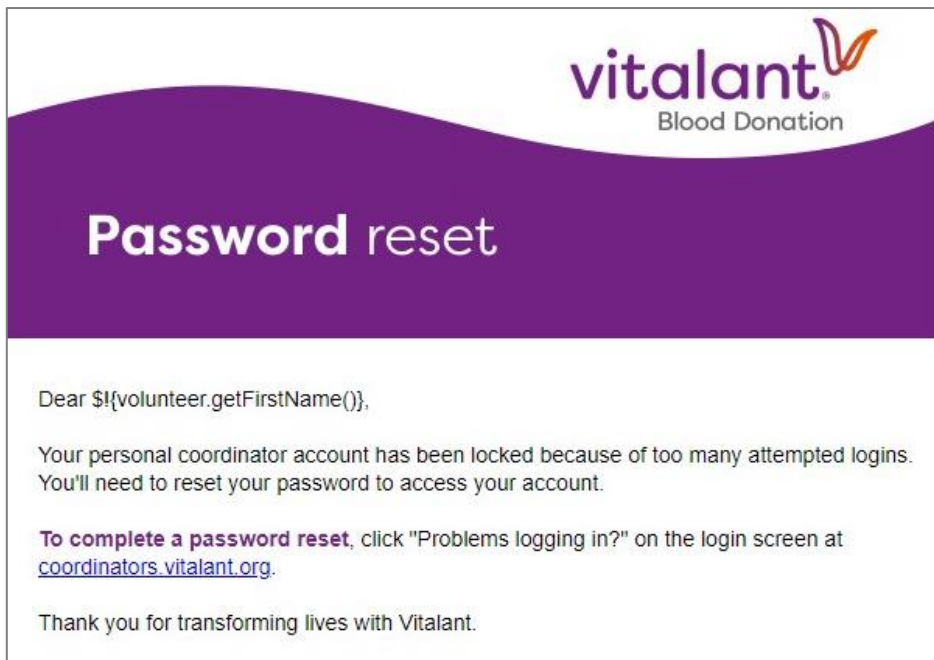 vitalant®
Blood Donation
Password reset
Dear $!{volunteer.getFirstName()},
Your personal coordinator account has been locked because of too many attempted logins.
You'll need to reset your password to access your account.
To complete a password reset, click "Problems logging in?" on the login screen at
coordinators.vitalant.org.
Thank you for transforming lives with Vitalant.